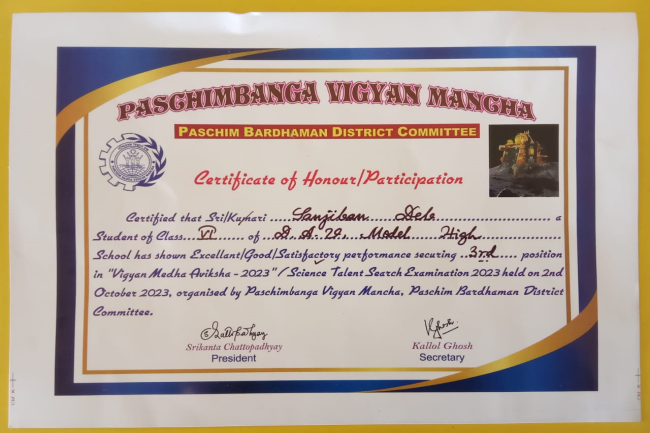 PASCHIMBANGA VIGYAN MANCHA
PASCHIM BARDHAMAN DISTRICT COMMITTEE
Certificate of Honour/Participation
Certified that Sri/Kumari Sanjiban Deb a
Student of Class VI of D. A. 20, Model High
School has shown Excellent/Good/Satisfactory performance securing 3rd position
in "Vigyan Medha Aviksha - 2023"/ Science Talent Search Examination 2023 held on 2nd
October 2023, organised by Paschimbanga Vigyan Mancha, Paschim Bardhaman District
Committee.
Srikanta Chattopadhyay
President
Kallol Ghosh
Secretary